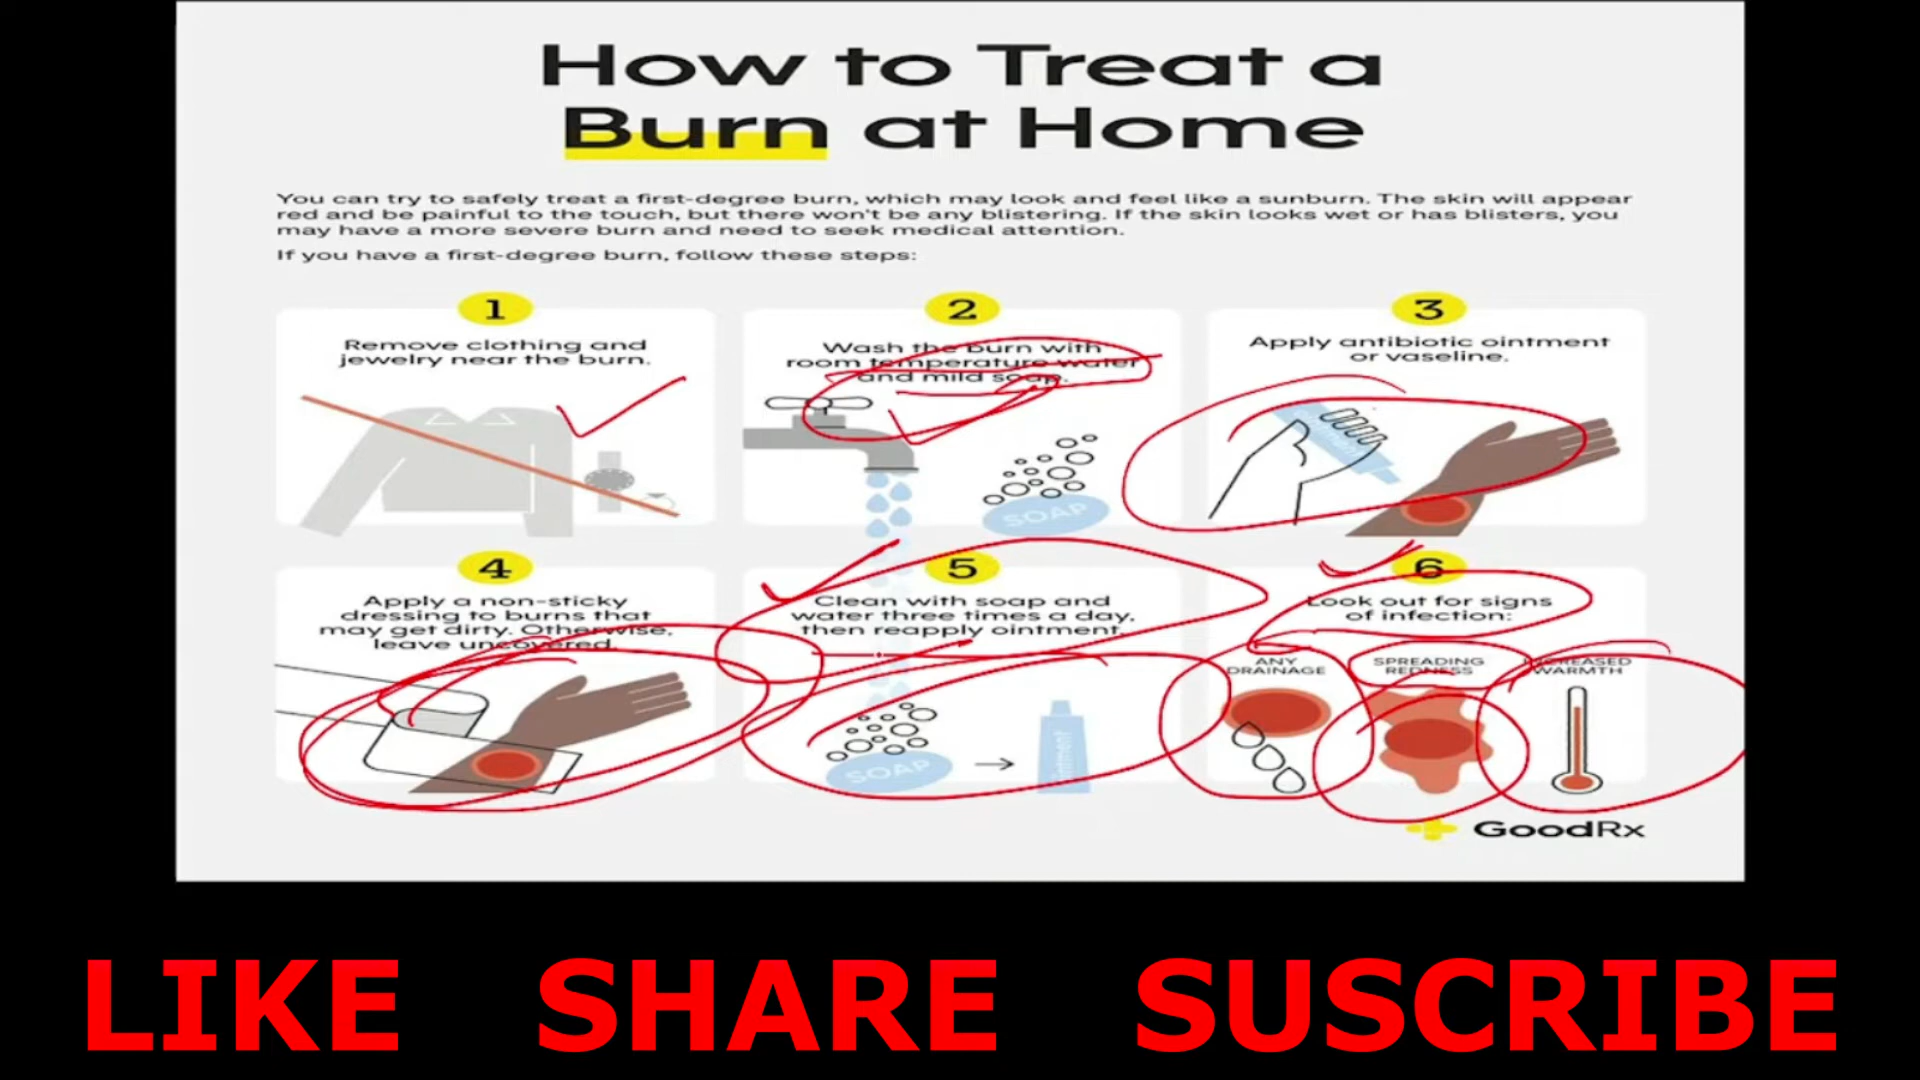 How to Treat a
Burn at Home
You can try to safely treat a first-degree burn, which may look and feel like a sunburn. The skin will appear
red and be painful to the touch, but there won't be any blistering. If the skin looks wet or has blisters, you
may have a more severe burn and need to seek medical attention.
If you have a first-degree burn, follow these steps:
1
Remove clothing and
jewelry near the burn.
2
Wash the burn with
room temperature water
and mild soap.
SOAP
3
Apply antibiotic ointment
or vaseline.
4
Apply a non-sticky
dressing to burns that
may get dirty. Otherwise,
leave uncovered.
5
Clean with soap and
water three times a day,
then reapply ointment.
SOAP
Ointment
6
Look out for signs
of infection:
ANY
DRAINAGE
SPREADING
REDNESS
INCREASED
WARMTH
GoodRx
LIKE SHARE SUSCRIBE